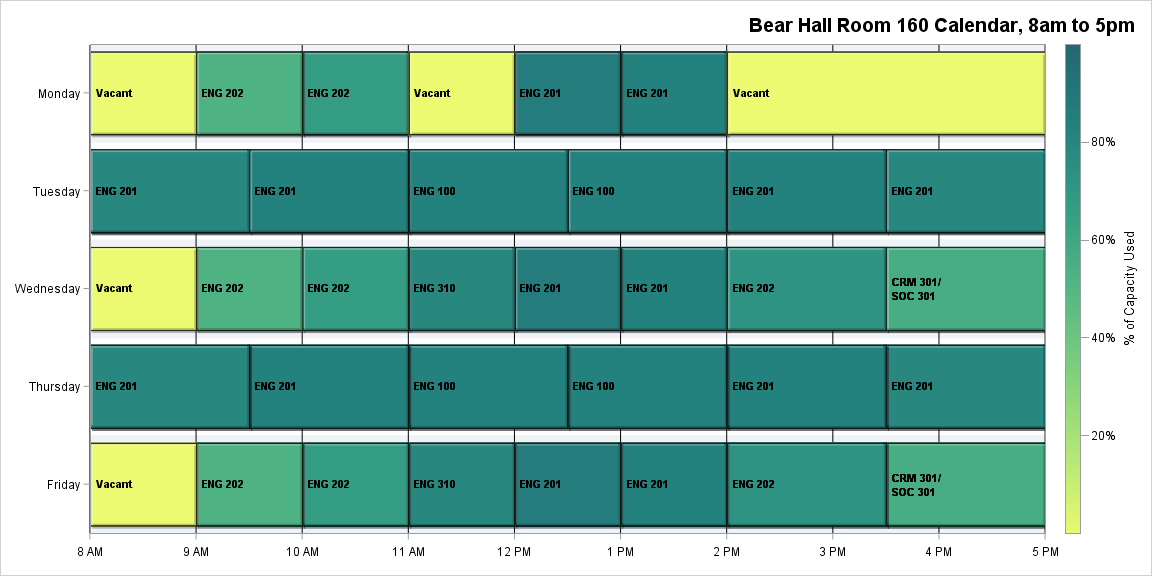 Bear Hall Room 160 Calendar, 8am to 5pm
Monday
Vacant
ENG 202
ENG 202
Vacant
ENG 201
ENG 201
Vacant
Tuesday
ENG 201
ENG 201
ENG 100
ENG 100
ENG 201
ENG 201
Wednesday
Vacant
ENG 202
ENG 202
ENG 310
ENG 201
ENG 201
ENG 202
CRM 301/
SOC 301
Thursday
ENG 201
ENG 201
ENG 100
ENG 100
ENG 201
ENG 201
Friday
Vacant
ENG 202
ENG 202
ENG 310
ENG 201
ENG 201
ENG 202
CRM 301/
SOC 301
8 AM
9 AM
10 AM
11 AM
12 PM
1 PM
2 PM
3 PM
4 PM
5 PM
80%
60%
40%
20%
% of Capacity Used